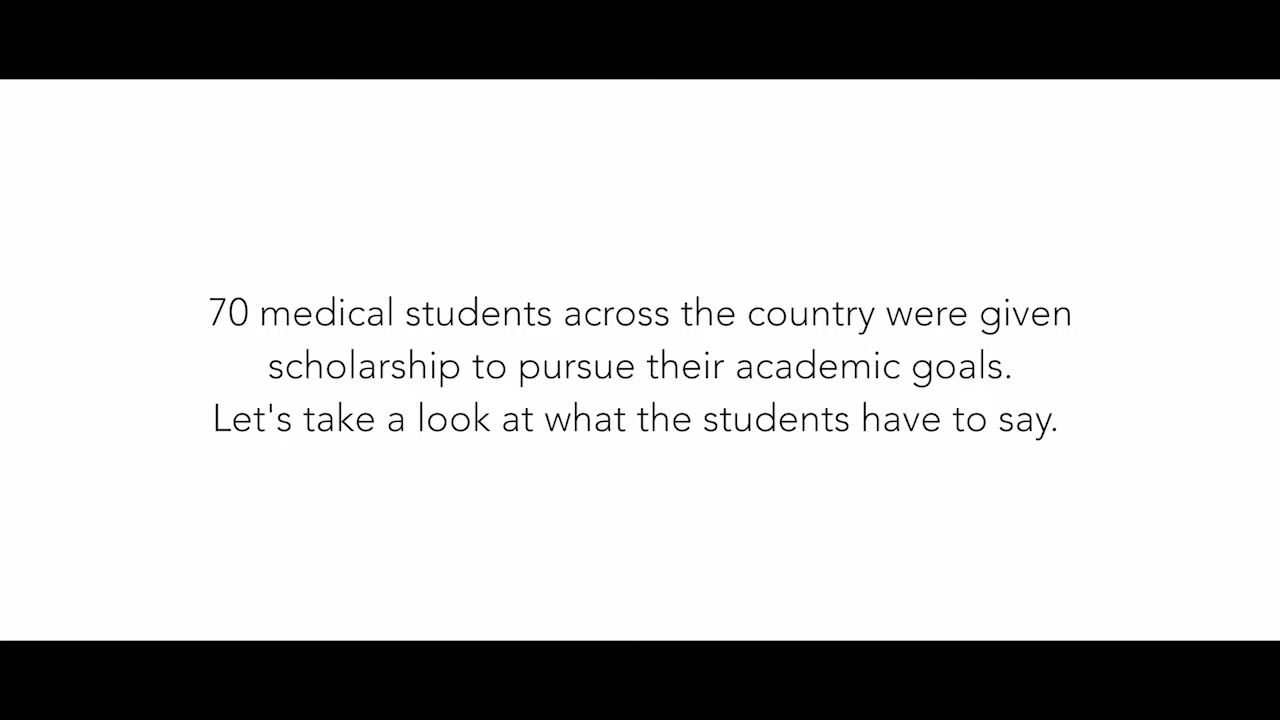 70 medical students across the country were given
scholarship to pursue their academic goals.
Let's take a look at what the students have to say.